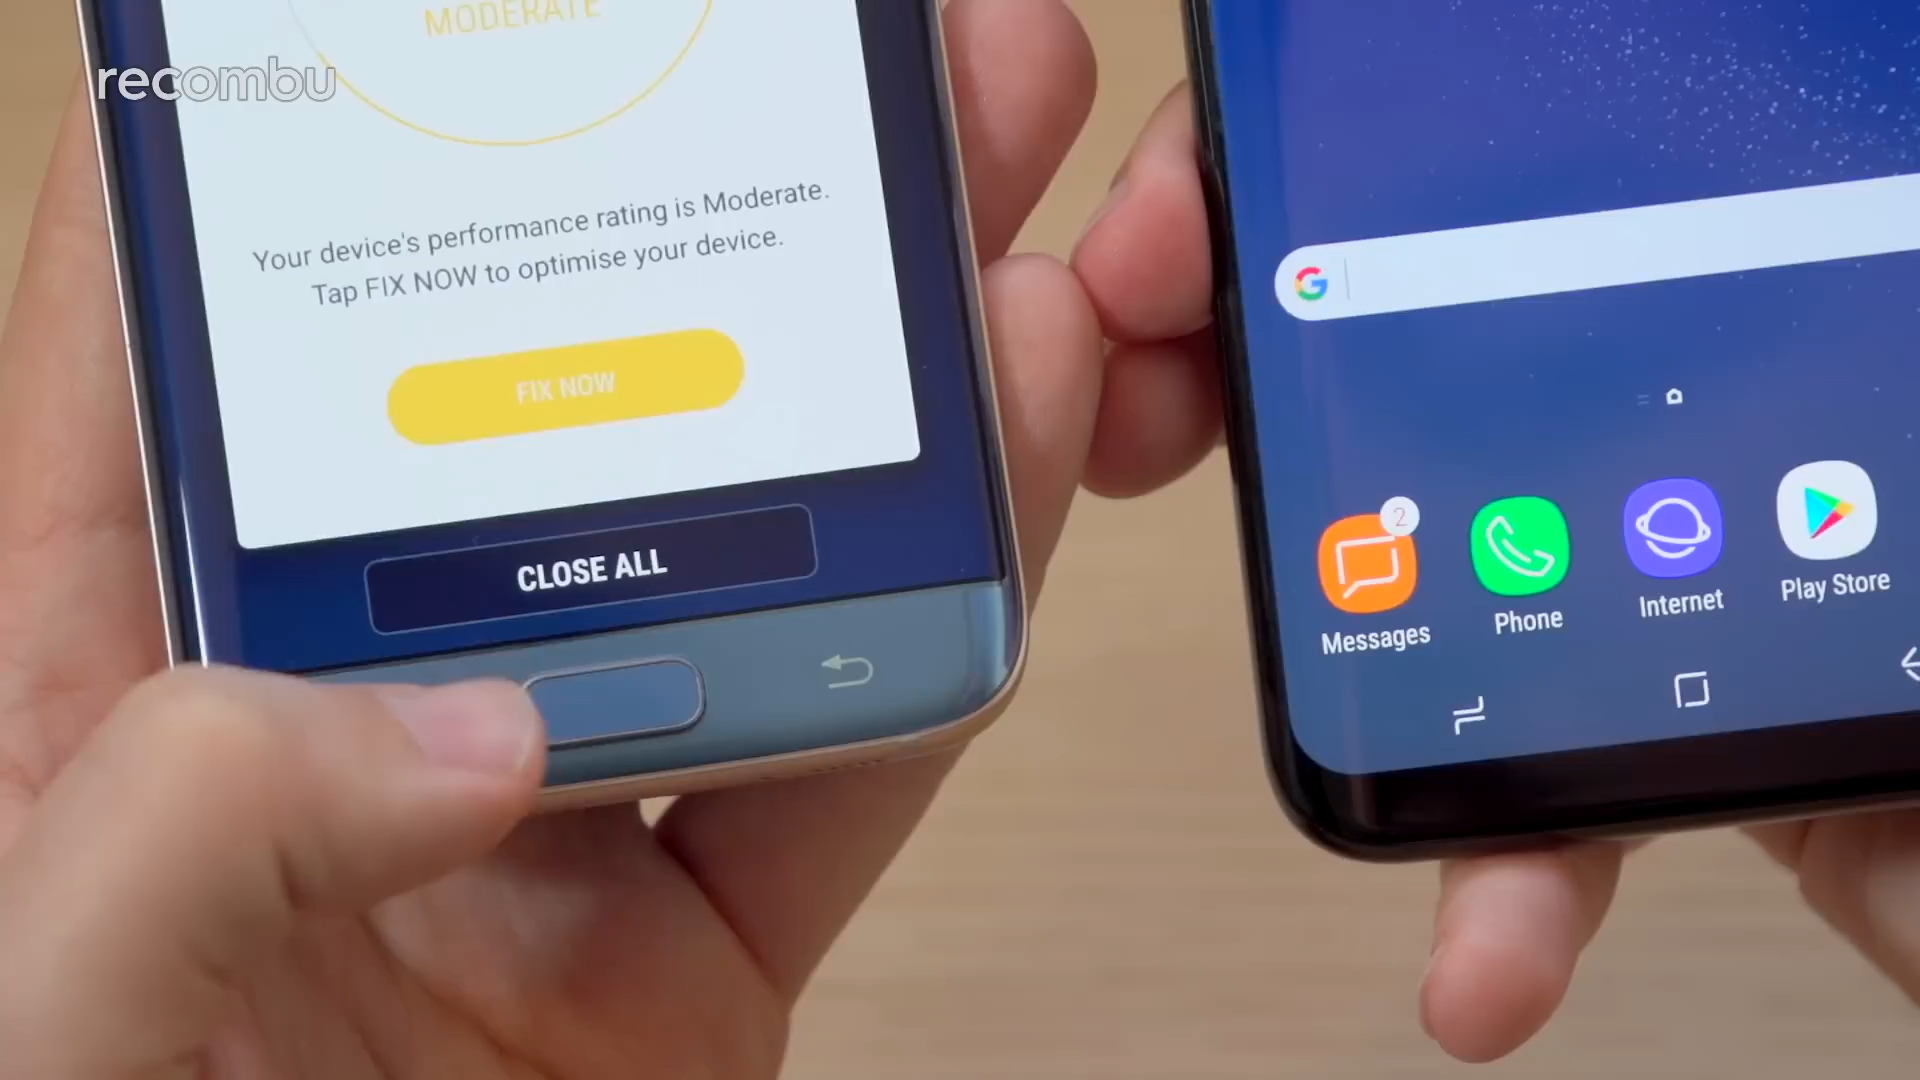 MODERATE
recombu
Your device's performance rating is Moderate.
Tap FIX NOW to optimise your device.
FIX NOW
CLOSE ALL
2
Messages
Phone
Internet
Play Store